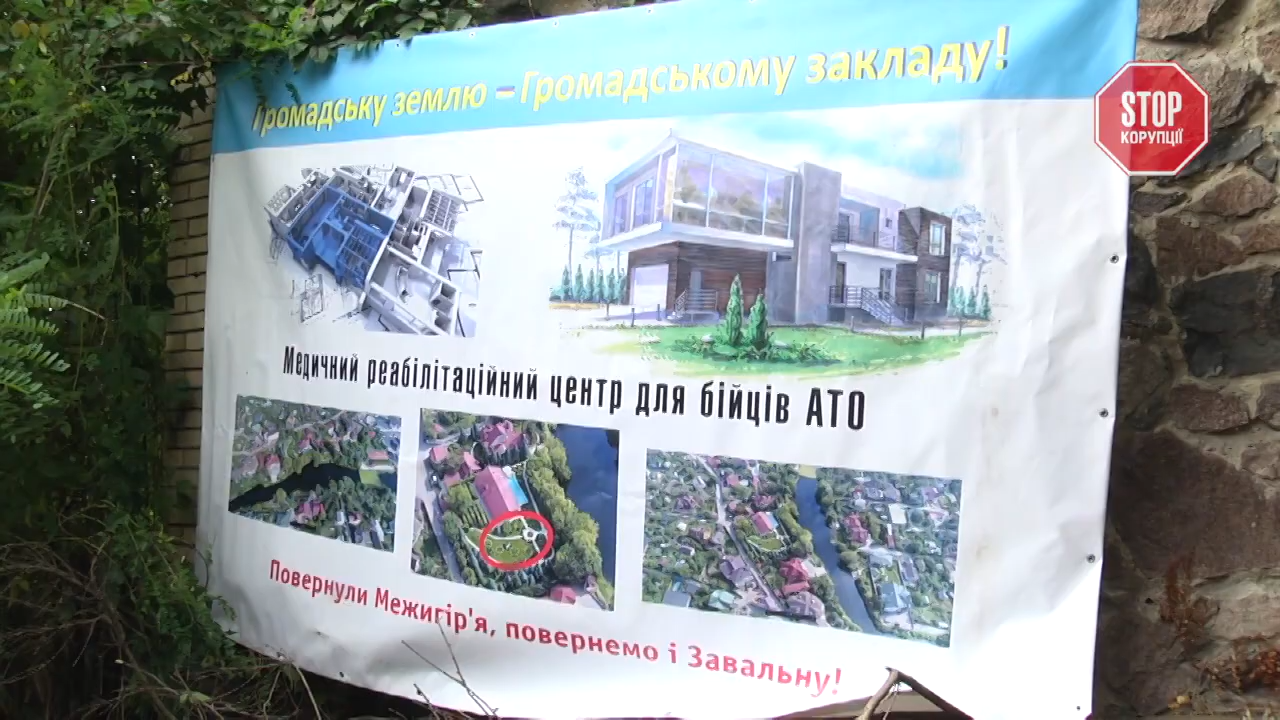 Громадську землю – Громадському закладу!
STOP
КОРУПЦІЇ
Медичний реабілітаційний центр для бійців АТО
Повернули Межигір'я, повернемо і Завальну!